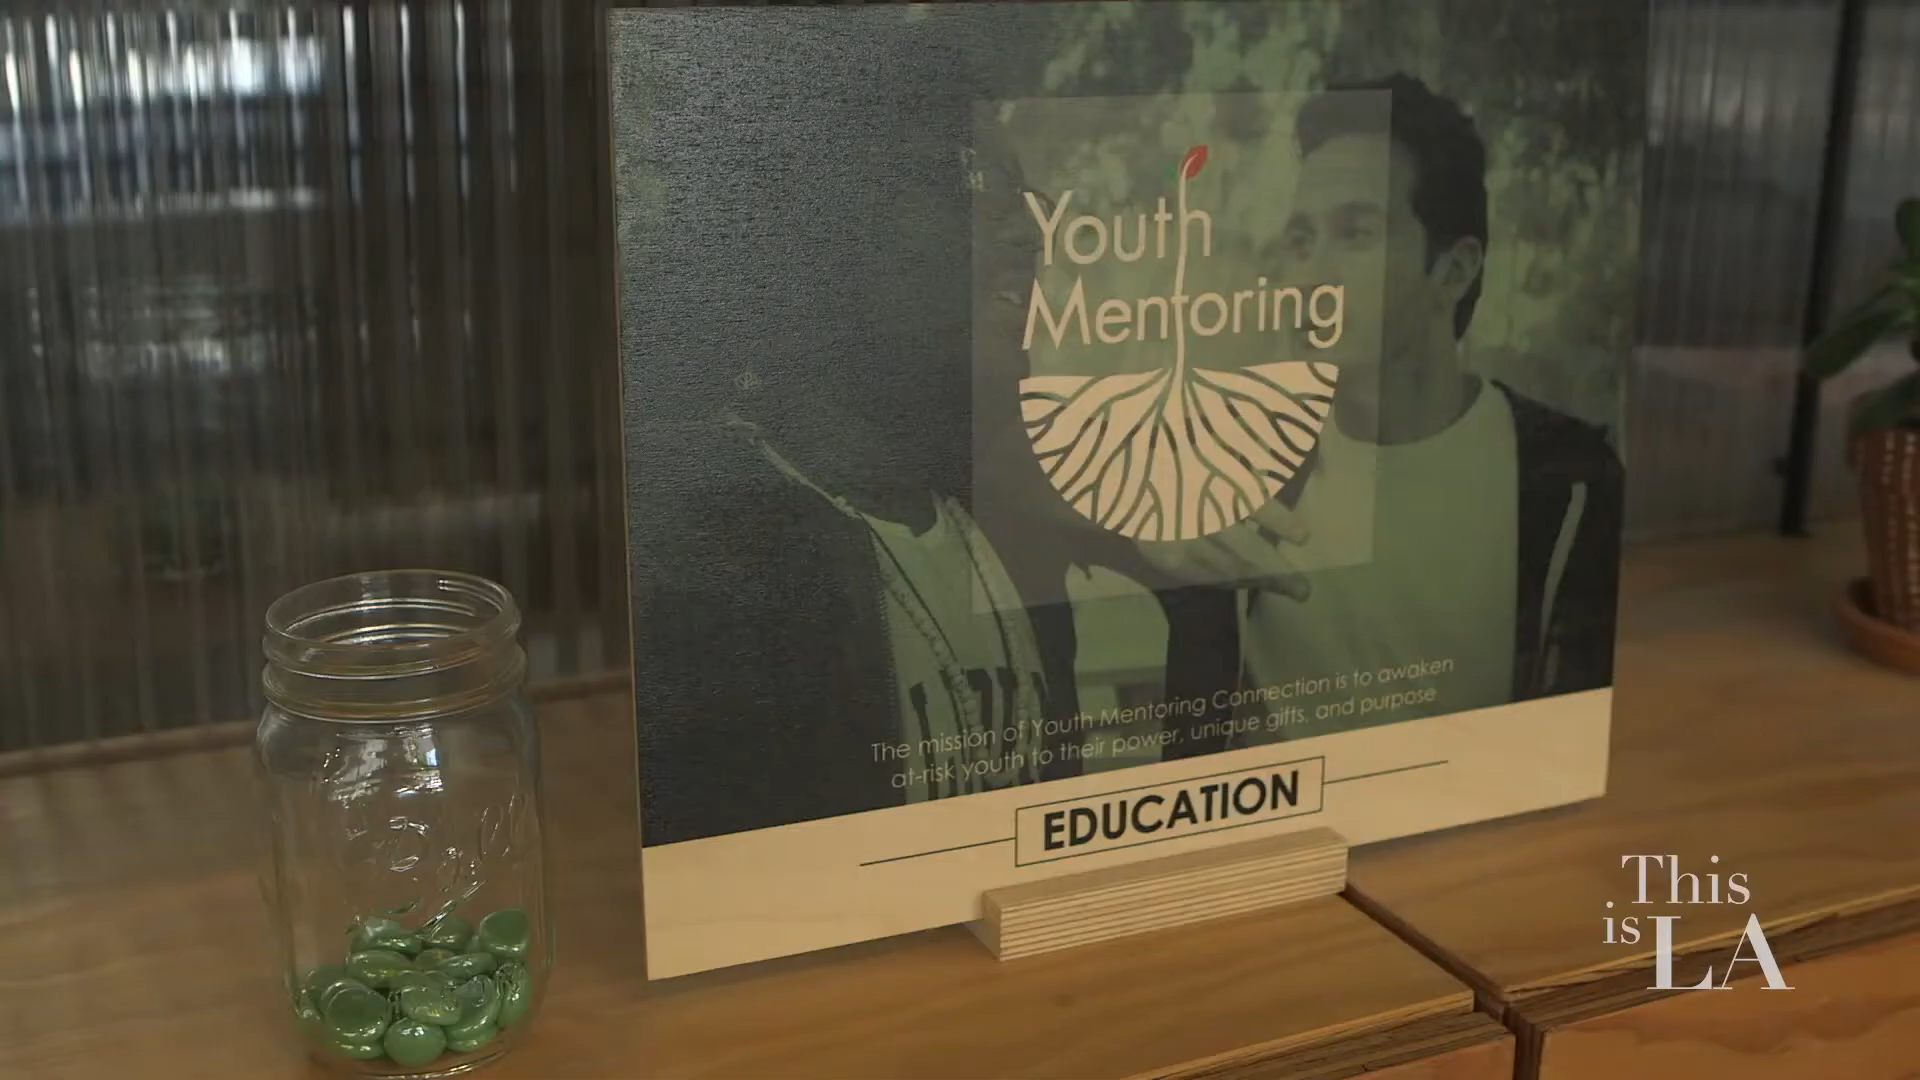 Youth
Mentoring
The mission of Youth Mentoring Connection is to awaken
at-risk youth to their power, unique gifts, and purpose
EDUCATION
Ball
This
is LA